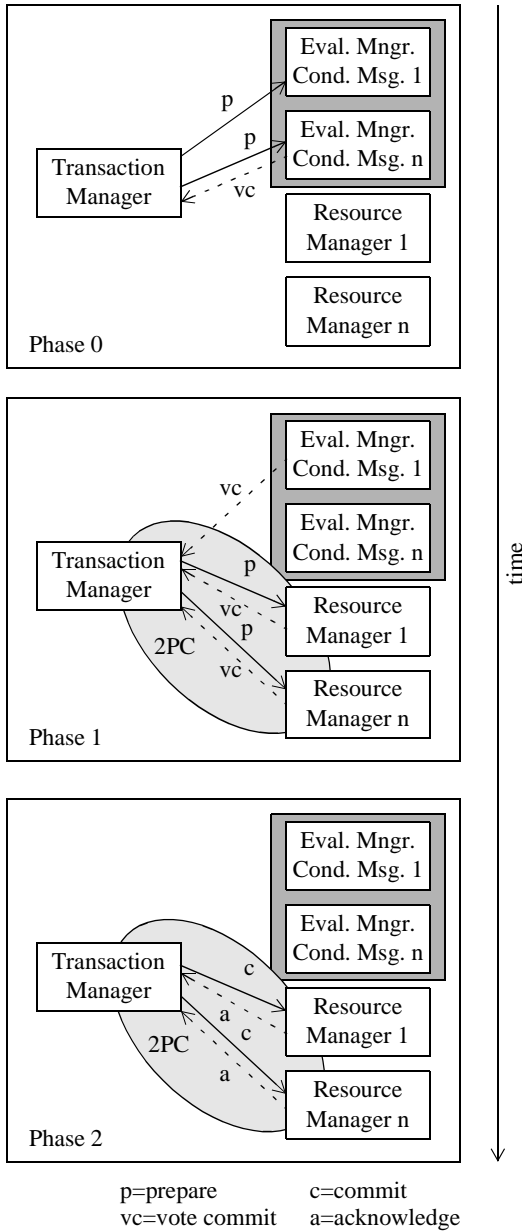 Eval. Mngr.
Cond. Msg. 1
p
p
Eval. Mngr.
Cond. Msg. n
Transaction
Manager
vc
Resource
Manager 1
Resource
Manager n
Phase 0
Eval. Mngr.
Cond. Msg. 1
vc
Eval. Mngr.
Cond. Msg. n
Transaction
Manager
p
vc
Resource
Manager 1
p
2PC
vc
Resource
Manager n
Phase 1
time
Eval. Mngr.
Cond. Msg. 1
Eval. Mngr.
Cond. Msg. n
Transaction
Manager
c
a
Resource
Manager 1
c
2PC
a
Resource
Manager n
Phase 2
p=prepare c=commit
vc=vote commit a=acknowledge